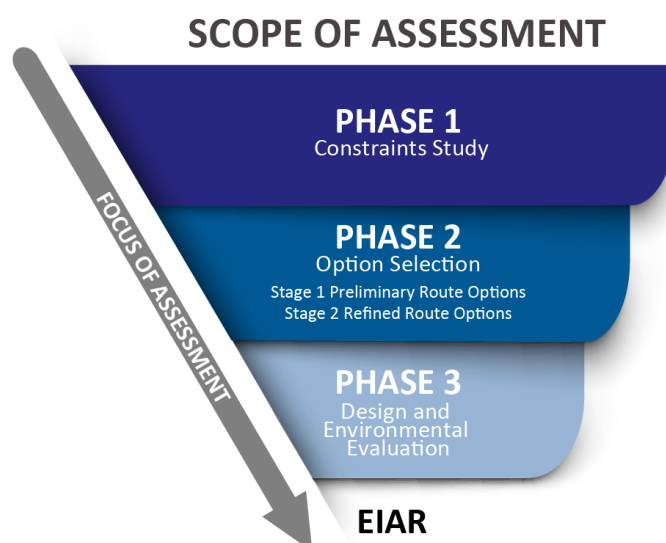 SCOPE OF ASSESSMENT
PHASE 1
Constraints Study
PHASE 2
Option Selection
Stage 1 Preliminary Route Options
Stage 2 Refined Route Options
FOCUS OF ASSESSMENT
PHASE 3
Design and
Environmental
Evaluation
EIAR